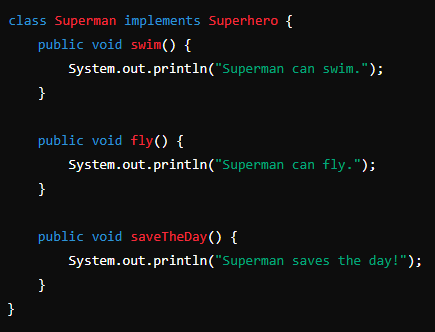 class Superman implements Superhero {
    public void swim() {
        System.out.println("Superman can swim.");
    }

    public void fly() {
        System.out.println("Superman can fly.");
    }

    public void saveTheDay() {
        System.out.println("Superman saves the day!");
    }
}